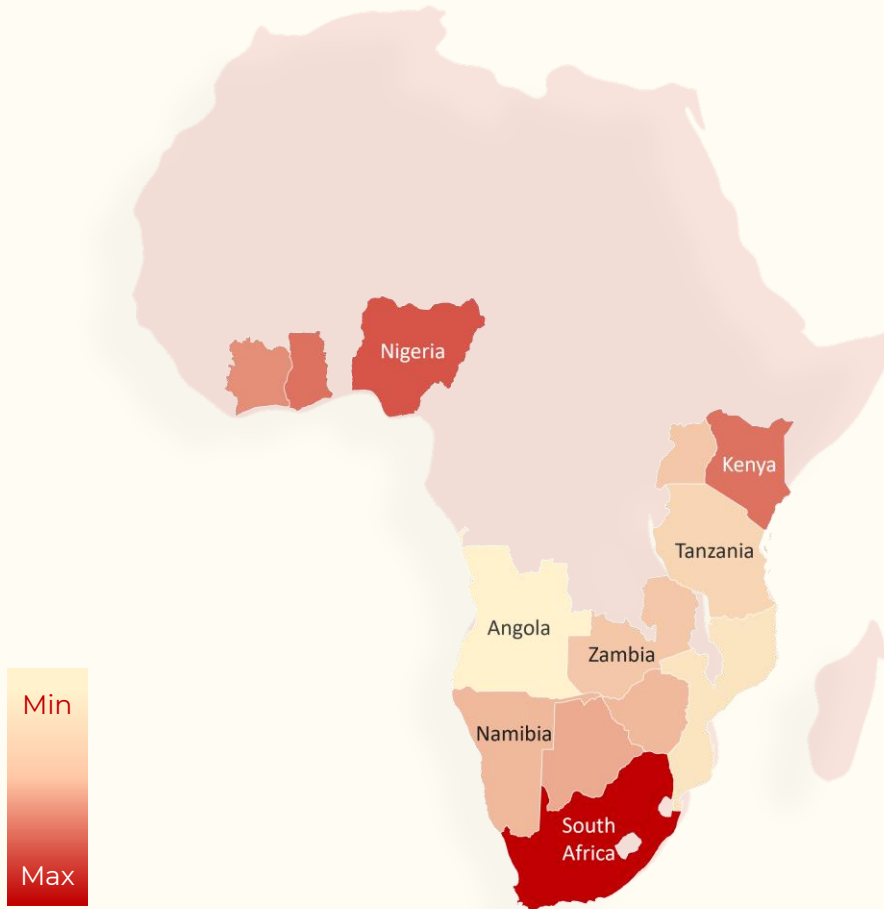 Nigeria
Kenya
Tanzania
Angola
Zambia
Min
Namibia
South
Africa
Max